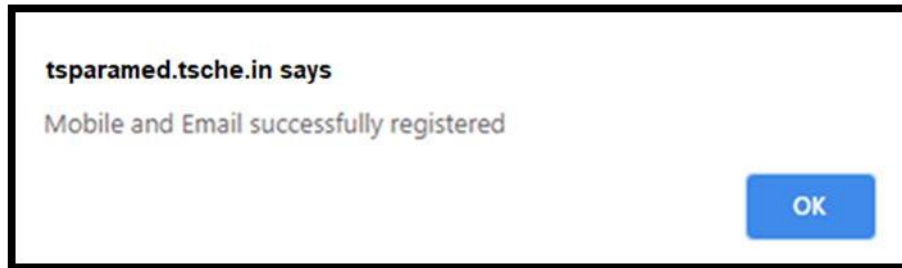 tsparamed.tsche.in says
Mobile and Email successfully registered
OK